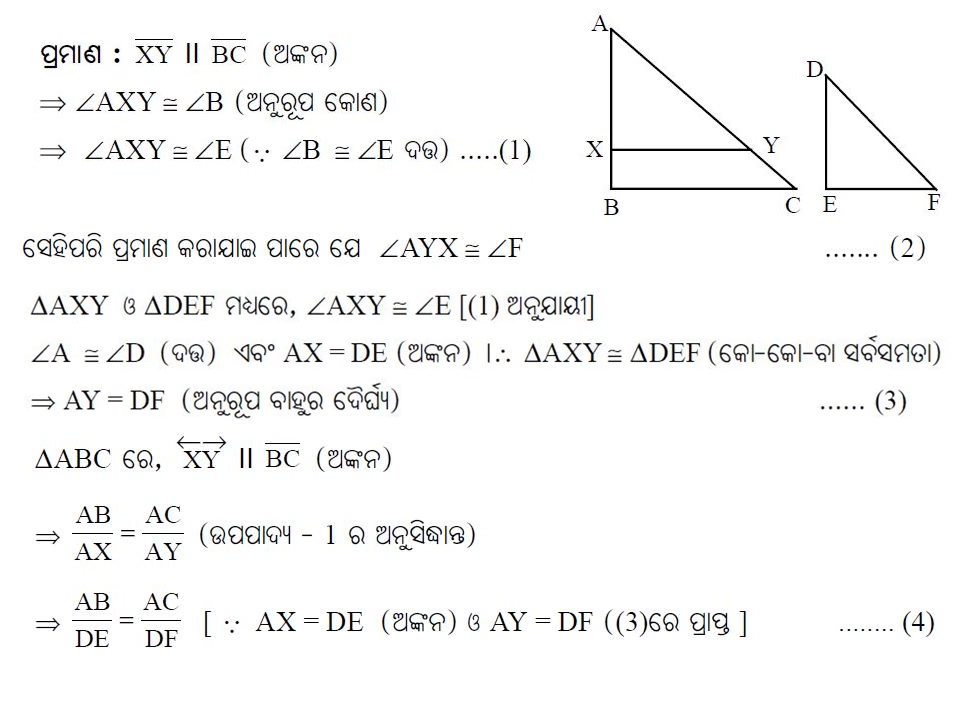 ପ୍ରମାଣ : XY || BC (ଅଙ୍କନ)
⇒ ∠AXY ≅ ∠B (ଅନୁରୂପ କୋଣ)
⇒ ∠AXY ≅ ∠E (∵ ∠B ≅ ∠E ଦତ୍ତ) .....(1)
A
D
X
Y
B
C
E
F
ସେହିପରି ପ୍ରମାଣ କରାଯାଇ ପାରେ ଯେ ∠AYX ≅ ∠F ....... (2)
ΔAXY ଓ ΔDEF ମଧ୍ୟରେ, ∠AXY ≅ ∠E [(1) ଅନୁଯାୟୀ]
∠A ≅ ∠D (ଦତ୍ତ) ଏବଂ AX = DE (ଅଙ୍କନ) ।∴ ΔAXY ≅ ΔDEF (କୋ-କୋ-ବା ସର୍ବସମତା)
⇒ AY = DF (ଅନୁରୂପ ବାହୁର ଦୈର୍ଘ୍ୟ) ...... (3)
ΔABC ରେ, XY || BC (ଅଙ୍କନ)
⇒ AB/AX = AC/AY (ଉପପାଦ୍ୟ - 1 ର ଅନୁସିଦ୍ଧାନ୍ତ)
⇒ AB/DE = AC/DF [ ∵ AX = DE (ଅଙ୍କନ) ଓ AY = DF ((3)ରେ ପ୍ରାପ୍ତ ] ........ (4)